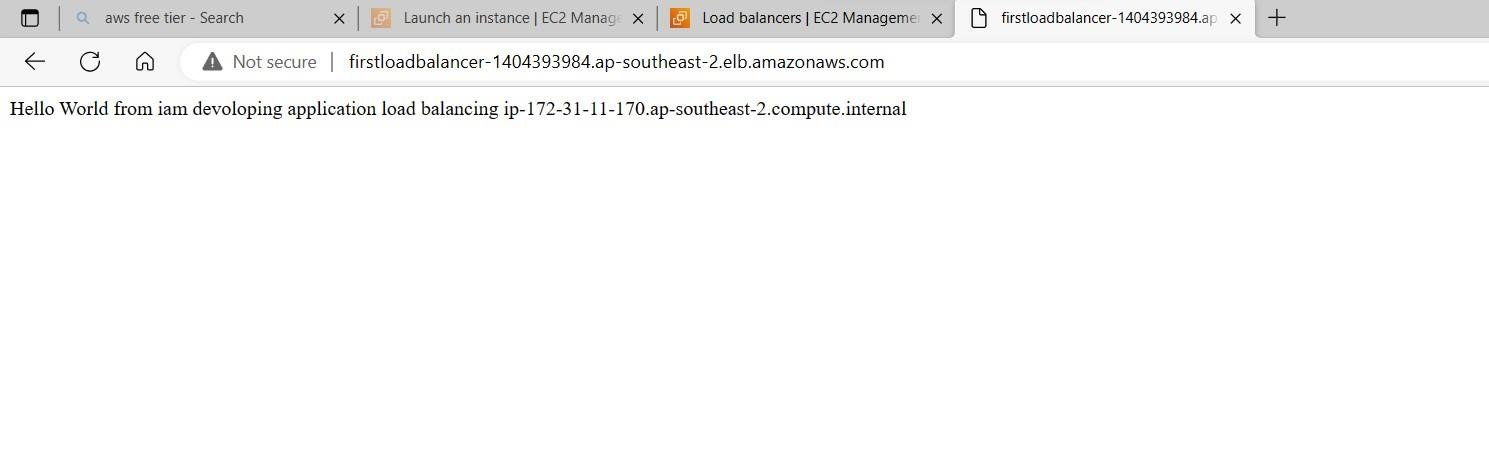 aws free tier - Search
Launch an instance | EC2 Manage
Load balancers | EC2 Manageme
firstloadbalancer-1404393984.ap
Not secure | firstloadbalancer-1404393984.ap-southeast-2.elb.amazonaws.com
Hello World from iam devoloping application load balancing ip-172-31-11-170.ap-southeast-2.compute.internal